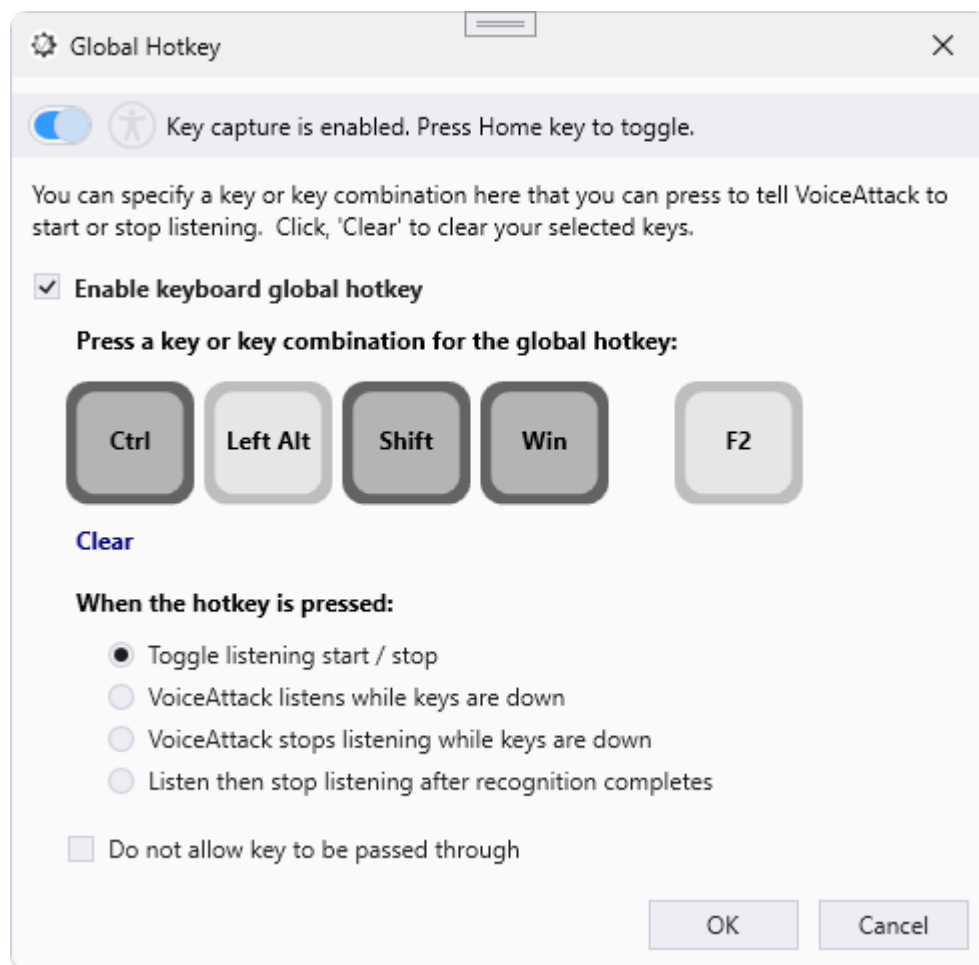 Global Hotkey
Key capture is enabled. Press Home key to toggle.
You can specify a key or key combination here that you can press to tell VoiceAttack to
start or stop listening.  Click, 'Clear' to clear your selected keys.
Enable keyboard global hotkey
Press a key or key combination for the global hotkey:
Ctrl Left Alt Shift Win F2
Clear
When the hotkey is pressed:
Toggle listening start / stop
VoiceAttack listens while keys are down
VoiceAttack stops listening while keys are down
Listen then stop listening after recognition completes
Do not allow key to be passed through
OK Cancel